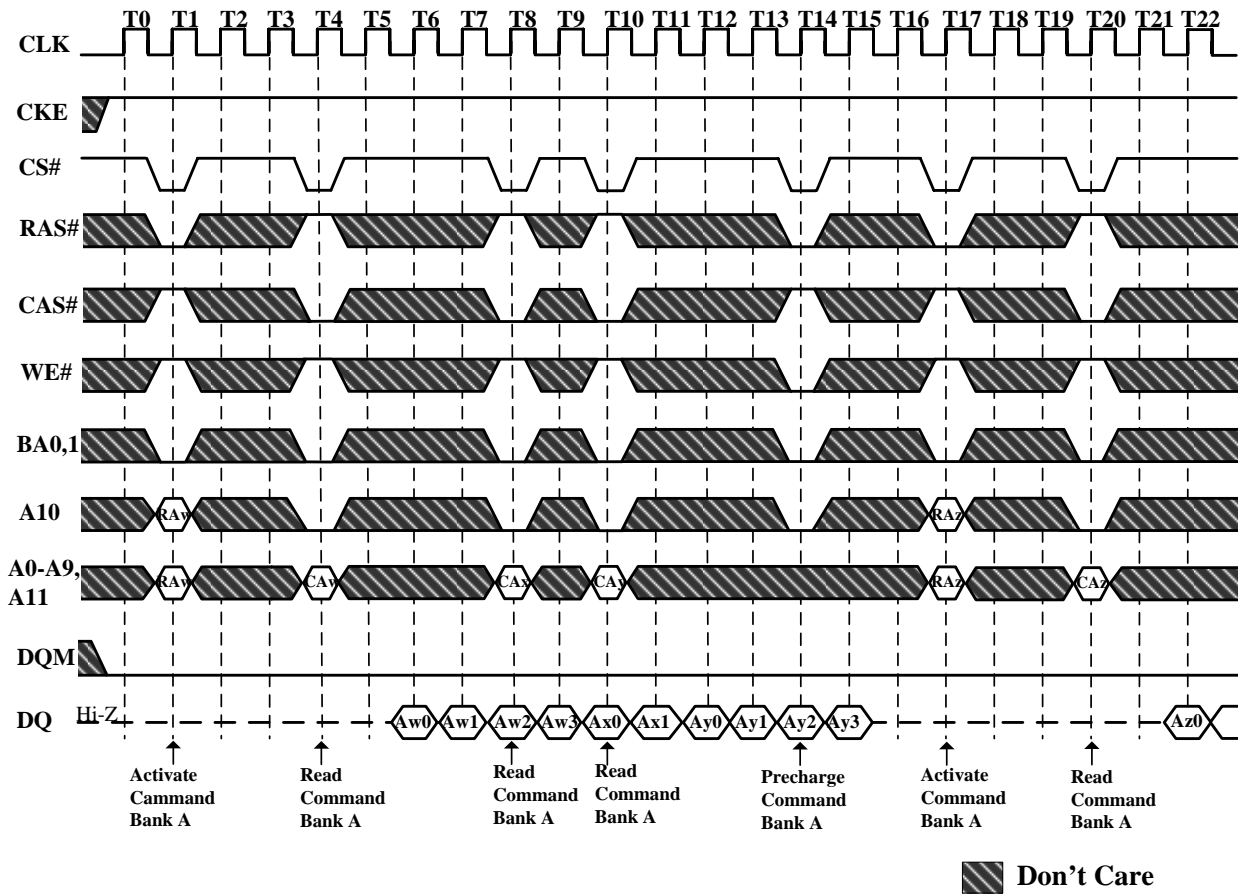 T0 T1 T2 T3 T4 T5 T6 T7 T8 T9 T10 T11 T12 T13 T14 T15 T16 T17 T18 T19 T20 T21 T22
CLK
CKE
CS#
RAS#
CAS#
WE#
BA0,1
A10
RAw
RAz
A0-A9,
A11
RAw
CAw
CAx
CAy
RAz
CAz
DQM
DQ
Hi-Z
Aw0 Aw1 Aw2 Aw3 Ax0 Ax1 Ay0 Ay1 Ay2 Ay3
Az0
Activate
Cammand
Bank A
Read
Command
Bank A
Read
Command
Bank A
Read
Command
Bank A
Precharge
Command
Bank A
Activate
Command
Bank A
Read
Command
Bank A
Don't Care